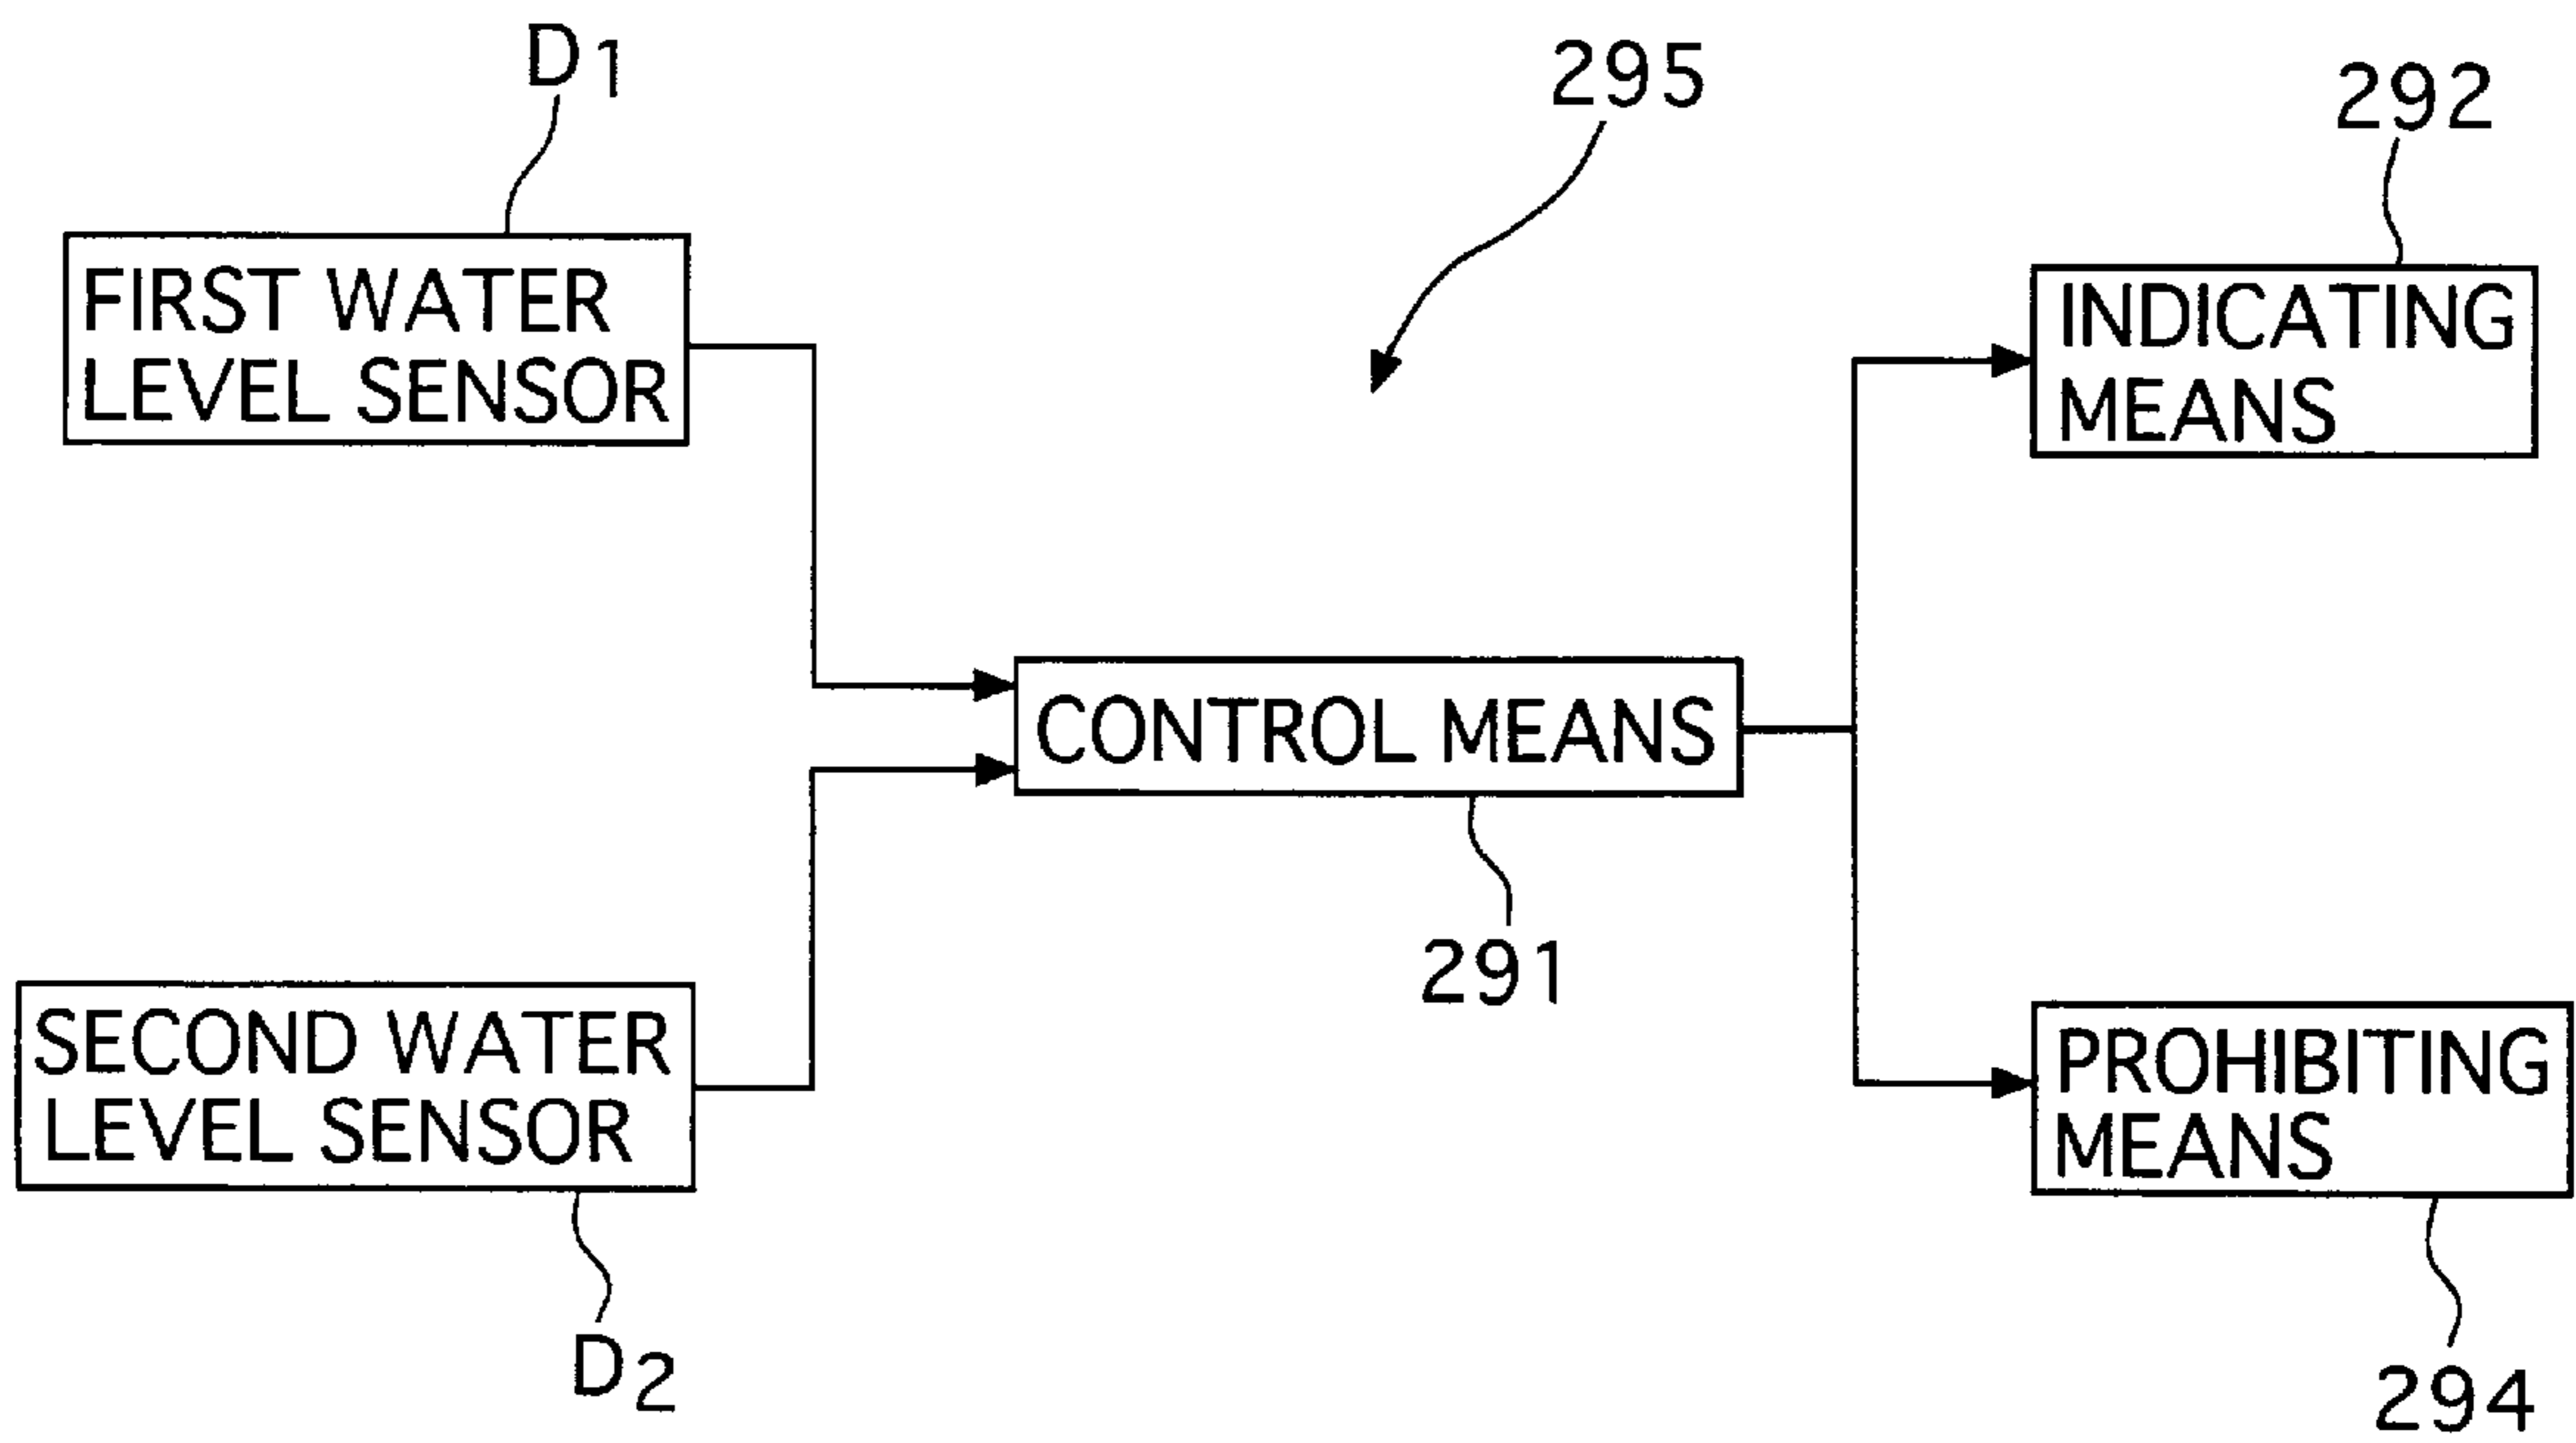 D1
295
292
FIRST WATER
LEVEL SENSOR
INDICATING
MEANS
CONTROL MEANS
291
SECOND WATER
LEVEL SENSOR
PROHIBITING
MEANS
D2
294